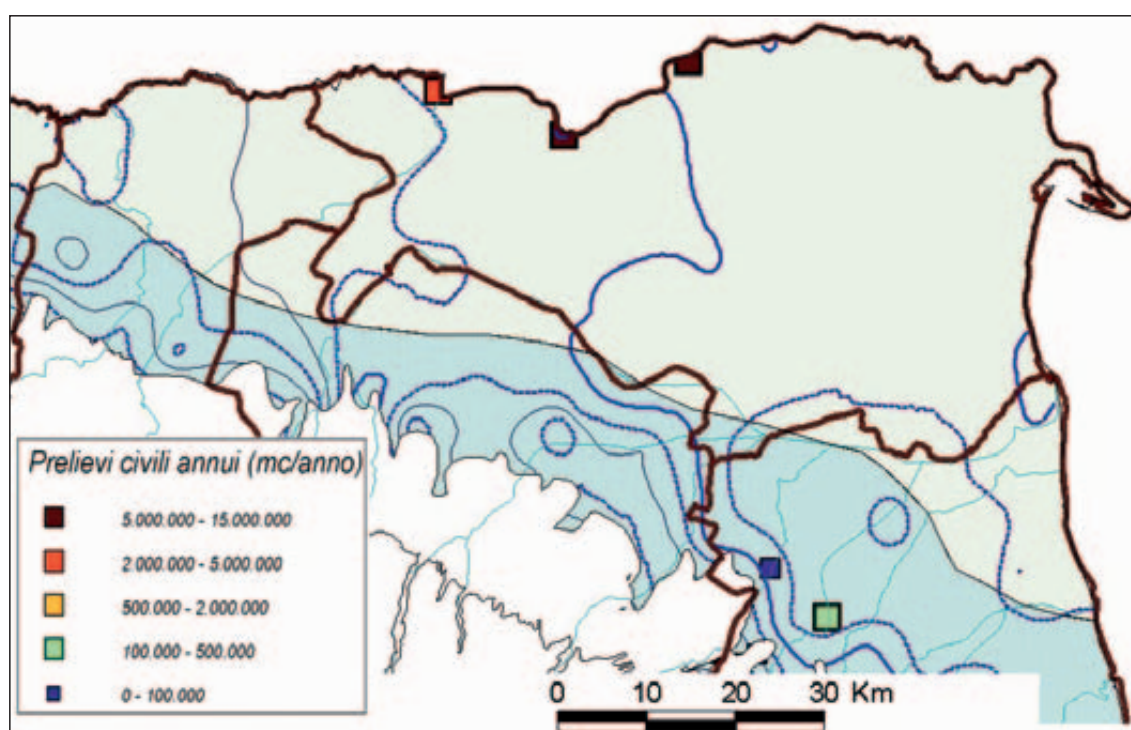 Prelievi civili annui (mc/anno)
5.000.000 - 15.000.000
2.000.000 - 5.000.000
500.000 - 2.000.000
100.000 - 500.000
0 - 100.000
0 10 20 30 Km